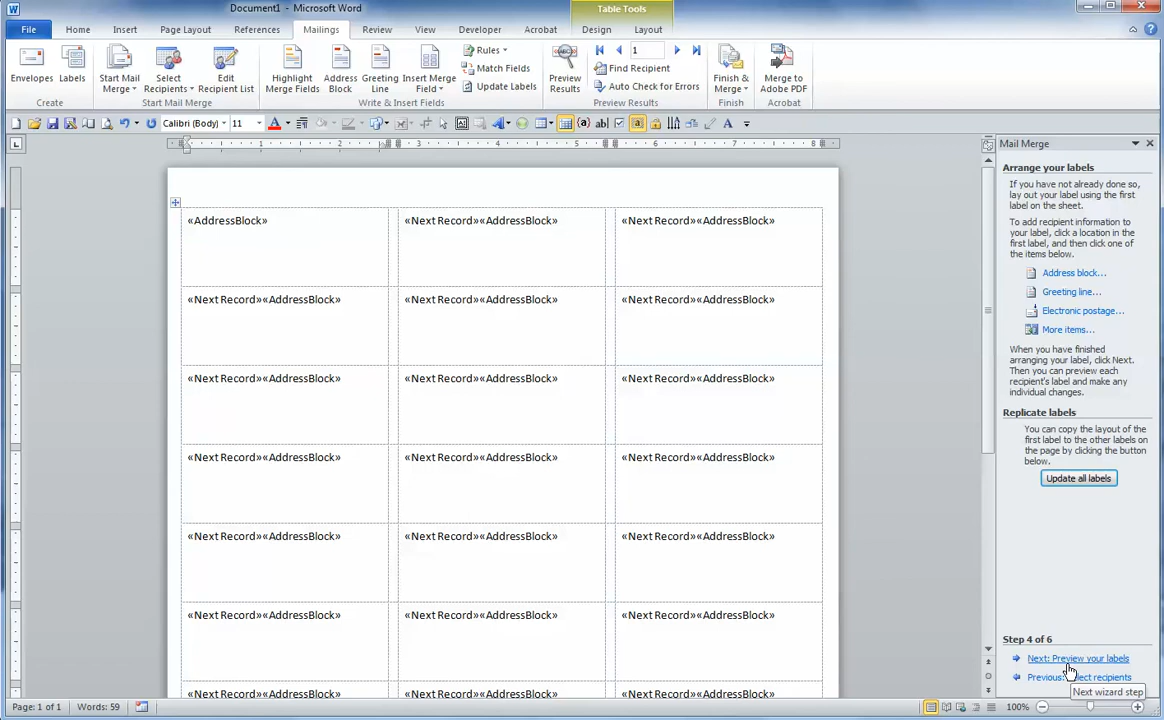 Document1 - Microsoft Word
Table Tools
File Home Insert Page Layout References Mailings Review View Developer Acrobat Design Layout
Envelopes
Labels
Start Mail
Merge
Select
Recipients
Edit
Recipient List
Highlight
Merge Fields
Address
Block
Greeting
Line
Insert Merge
Field
Rules
Match Fields
Update Labels
Preview
Results
1
Find Recipient
Auto Check for Errors
Finish &
Merge
Merge to
Adobe PDF
Create
Start Mail Merge
Write & Insert Fields
Preview Results
Finish
Acrobat
Calibri (Body) 11
1 3 4 5 6 7 8
«AddressBlock» «Next Record»«AddressBlock» «Next Record»«AddressBlock»
«Next Record»«AddressBlock» «Next Record»«AddressBlock» «Next Record»«AddressBlock»
«Next Record»«AddressBlock» «Next Record»«AddressBlock» «Next Record»«AddressBlock»
«Next Record»«AddressBlock» «Next Record»«AddressBlock» «Next Record»«AddressBlock»
«Next Record»«AddressBlock» «Next Record»«AddressBlock» «Next Record»«AddressBlock»
«Next Record»«AddressBlock» «Next Record»«AddressBlock» «Next Record»«AddressBlock»
«Next Record»«AddressBlock» «Next Record»«AddressBlock» «Next Record»«AddressBlock»
Mail Merge
Arrange your labels
If you have not already done so,
lay out your label using the first
label on the sheet.
To add recipient information to
your label, click a location in the
first label, and then click one of
the items below.
Address block...
Greeting line...
Electronic postage...
More items...
When you have finished
arranging your label, click Next.
Then you can preview each
recipient's label and make any
individual changes.
Replicate labels
You can copy the layout of the
first label to the other labels on
the page by clicking the button
below.
Update all labels
Step 4 of 6
Next: Preview your labels
Previous: recipients
Next wizard step
Page: 1 of 1 Words: 59 100%